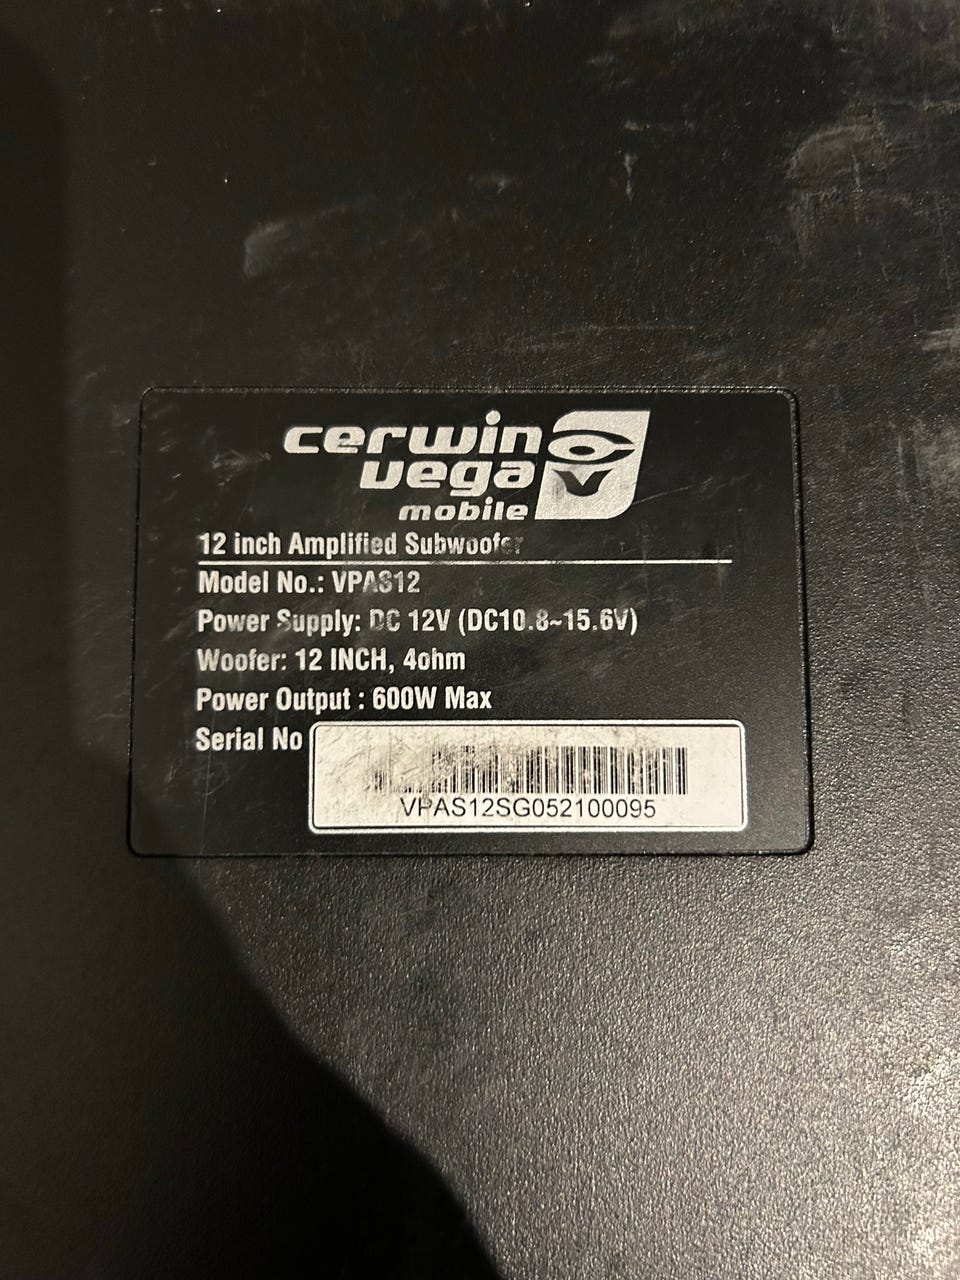 cerwin
vega
mobile
12 inch Amplified Subwoofer
Model No.: VPAS12
Power Supply: DC 12V (DC10.8~15.6V)
Woofer: 12 INCH, 4ohm
Power Output : 600W Max
Serial No
VPAS12SG052100095